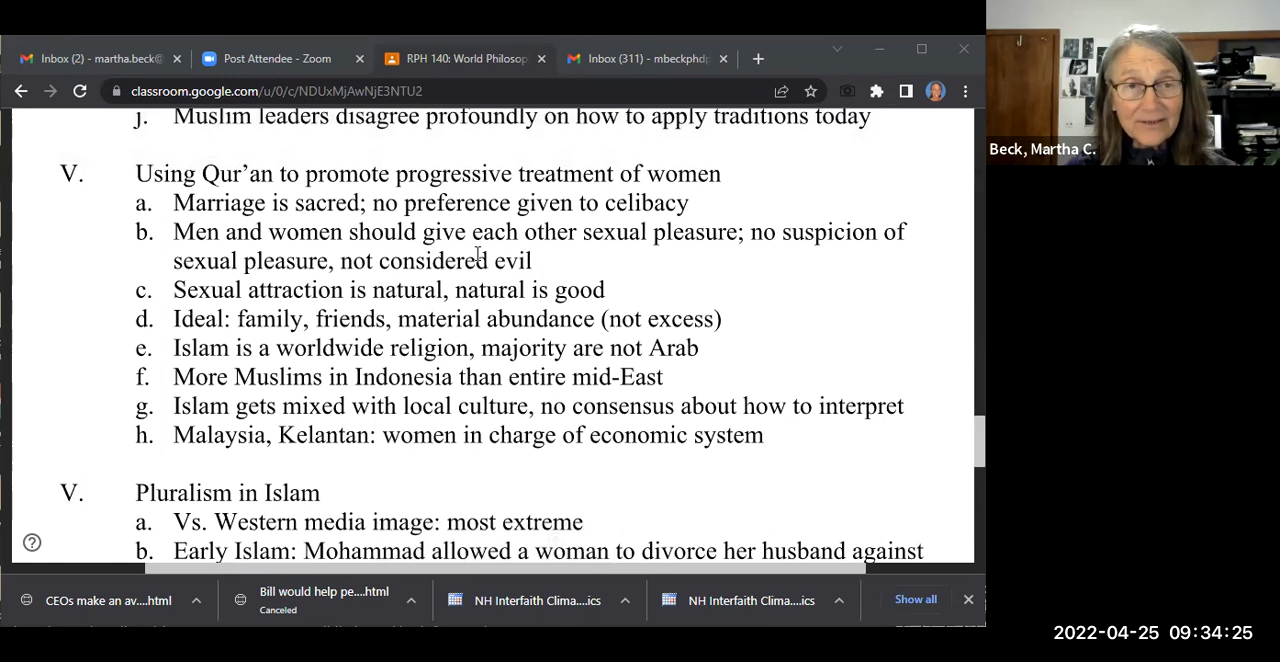 Inbox (2) - martha.beck@
Post Attendee - Zoom
RPH 140: World Philosop
Inbox (311) - mbeckphd
classroom.google.com/u/0/c/NDUxMjAwNjE3NTU2
j. Muslim leaders disagree profoundly on how to apply traditions today
V. Using Qur'an to promote progressive treatment of women
a. Marriage is sacred; no preference given to celibacy
b. Men and women should give each other sexual pleasure; no suspicion of
sexual pleasure, not considered evil
c. Sexual attraction is natural, natural is good
d. Ideal: family, friends, material abundance (not excess)
e. Islam is a worldwide religion, majority are not Arab
f. More Muslims in Indonesia than entire mid-East
g. Islam gets mixed with local culture, no consensus about how to interpret
h. Malaysia, Kelantan: women in charge of economic system
V. Pluralism in Islam
a. Vs. Western media image: most extreme
b. Early Islam: Mohammad allowed a woman to divorce her husband against
Beck, Martha C.
CEOs make an av....html
Bill would help pe....html
Canceled
NH Interfaith Clima....ics
NH Interfaith Clima....ics
Show all
2022-04-25 09:34:25